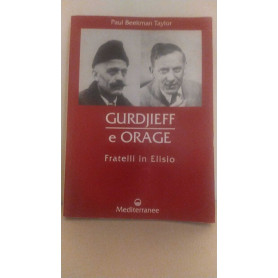 Paul Beekman Taylor
GURDJIEFF
e ORAGE
Fratelli in Elisio
Mediterranee